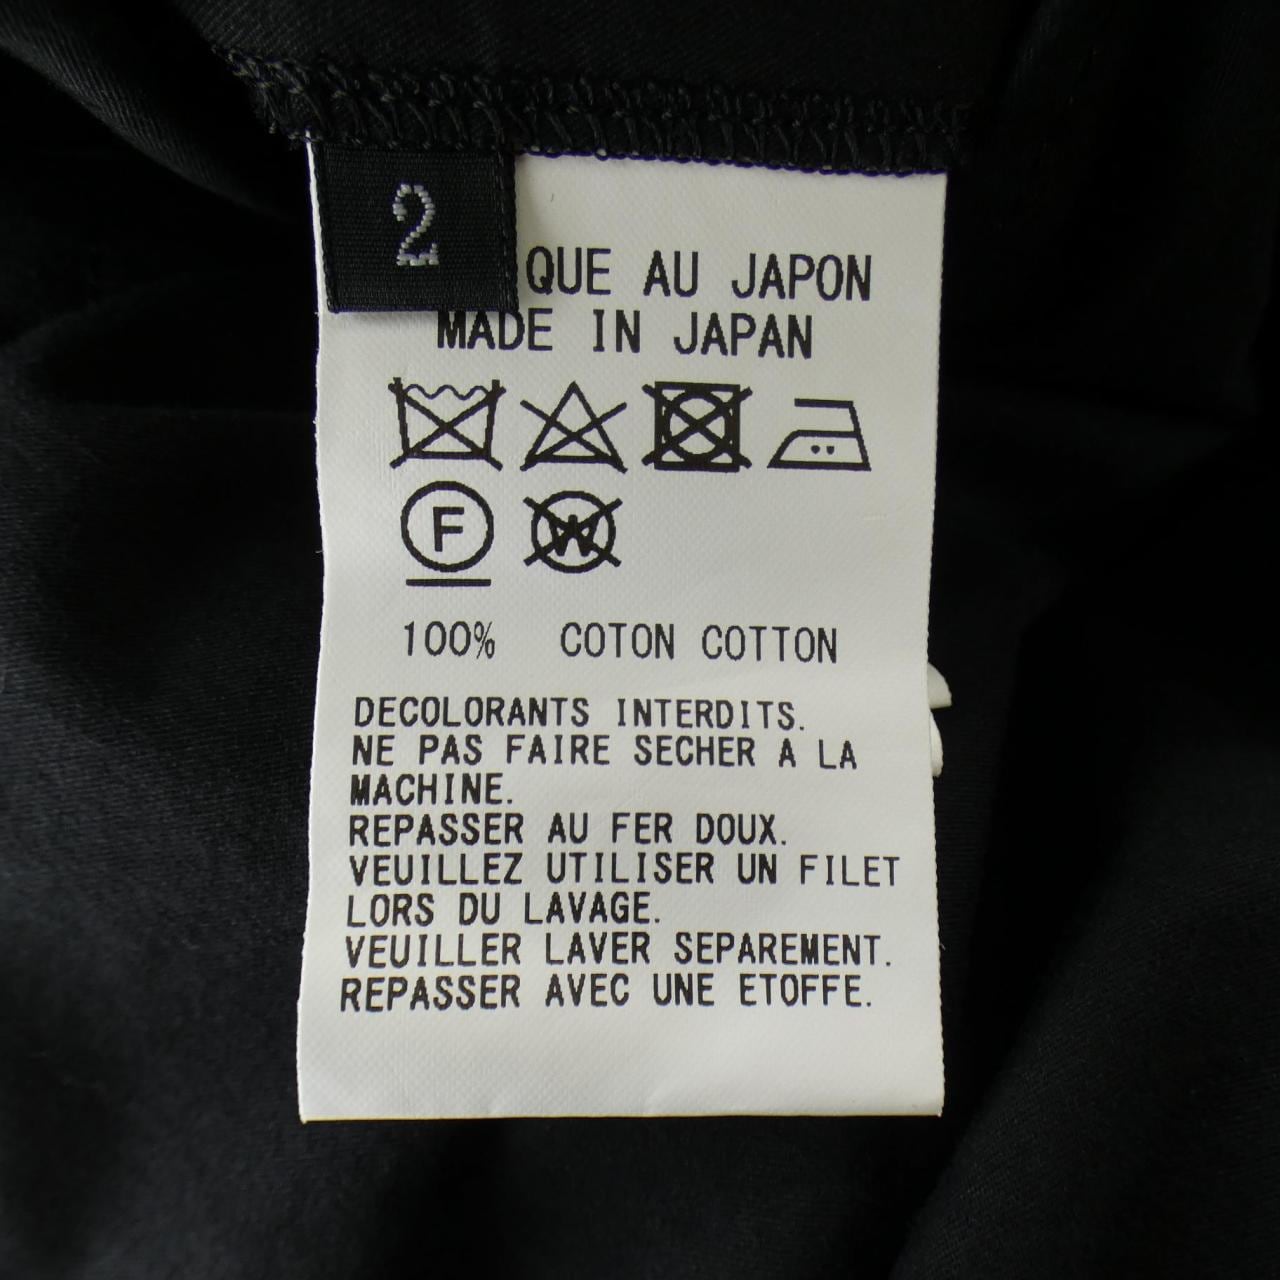 2
QUE AU JAPON
MADE IN JAPAN
F W
100% COTON COTTON
DECOLORANTS INTERDITS.
NE PAS FAIRE SECHER A LA
MACHINE.
REPASSER AU FER DOUX.
VEUILLEZ UTILISER UN FILET
LORS DU LAVAGE.
VEUILLER LAVER SEPAREMENT.
REPASSER AVEC UNE ETOFFE.